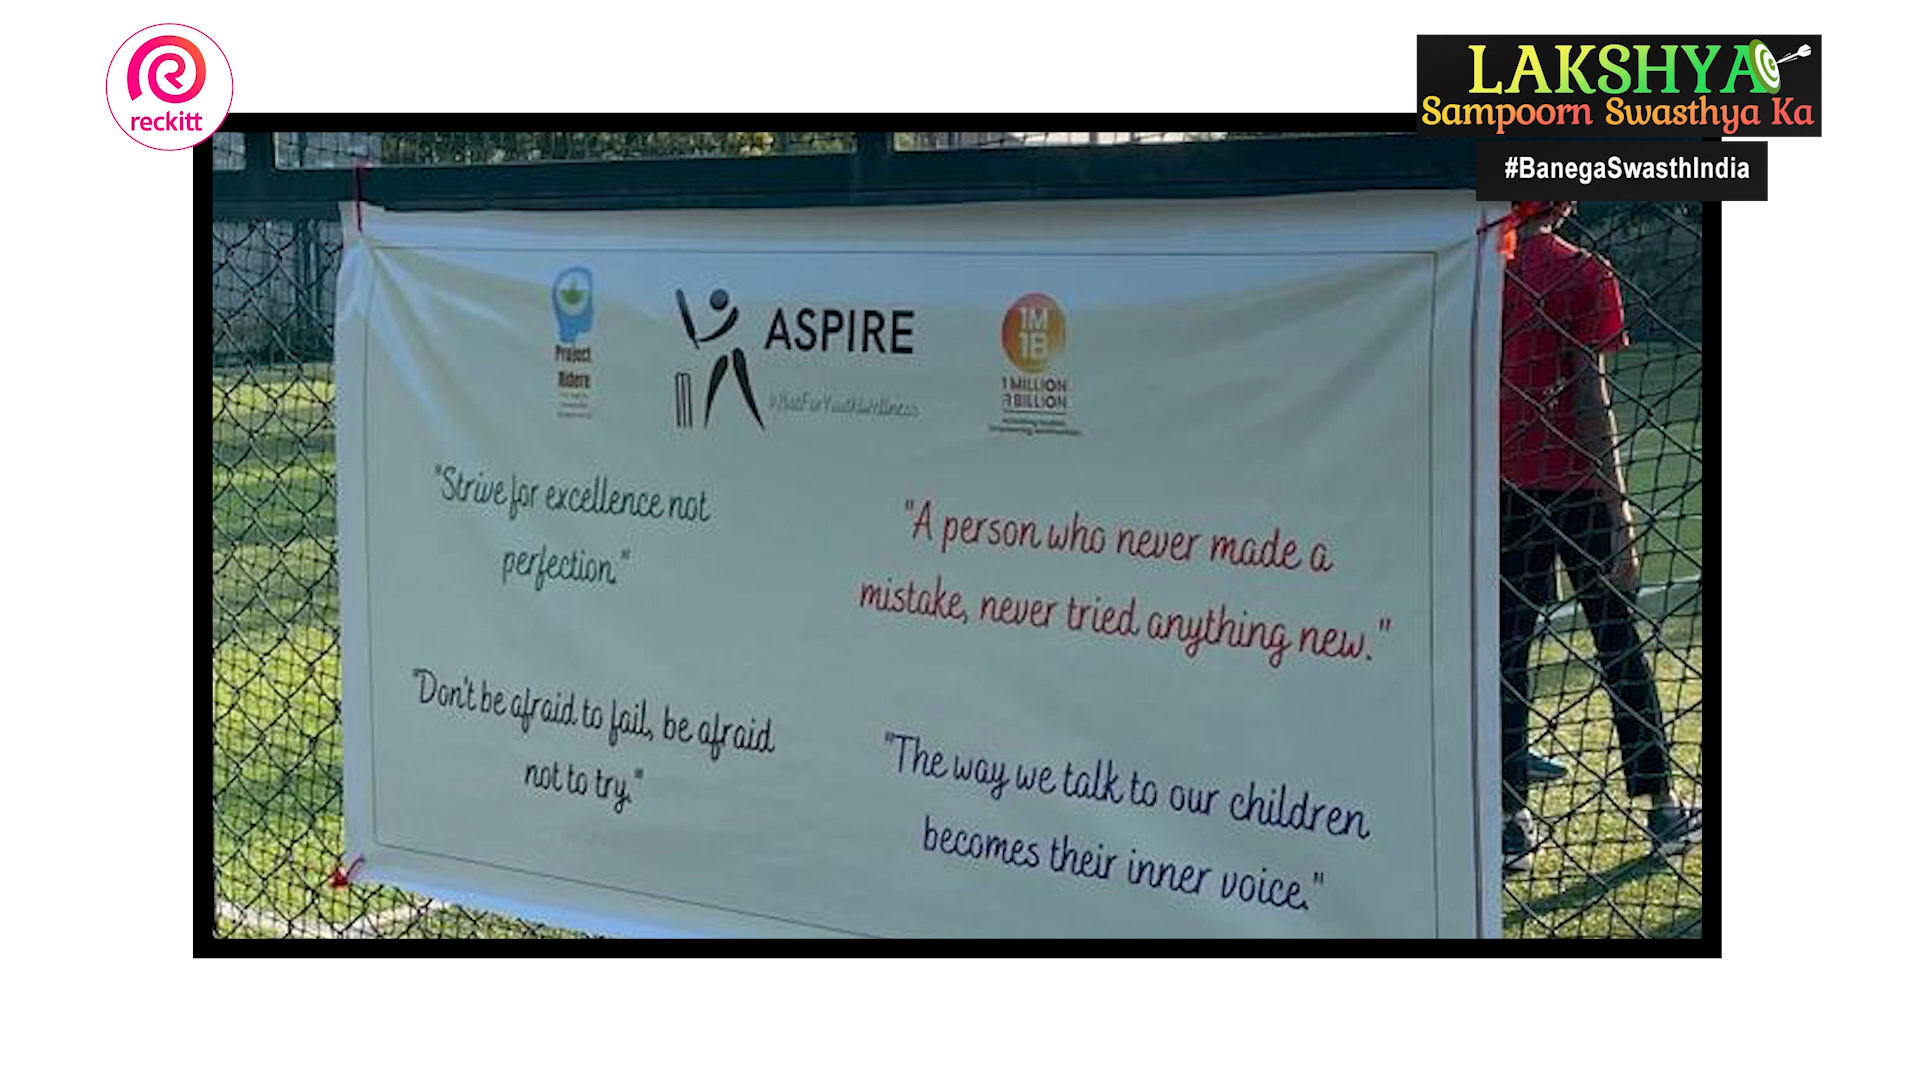 reckitt
LAKSHYA
Sampoorn Swasthya Ka
#BanegaSwasthIndia
Project
Ridere
ASPIRE
1M
1B
1 MILLION
1 BILLION
"Strive for excellence not
perfection."
"A person who never made a
mistake, never tried anything new."
"Don't be afraid to fail, be afraid
not to try."
"The way we talk to our children
becomes their inner voice."